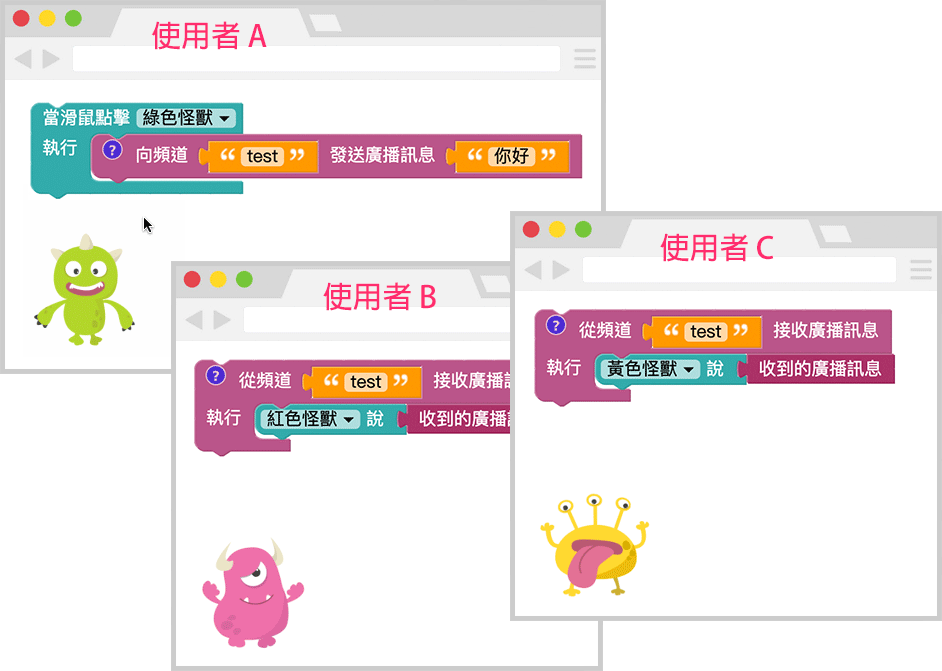 使用者 A
當滑鼠點擊 綠色怪獸
執行 ? 向頻道 “ test ” 發送廣播訊息 “ 你好 ”
使用者 B
? 從頻道 “ test ” 接收廣播
執行 紅色怪獸 說 收到的廣播
使用者 C
? 從頻道 “ test ” 接收廣播訊息
執行 黃色怪獸 說 收到的廣播訊息